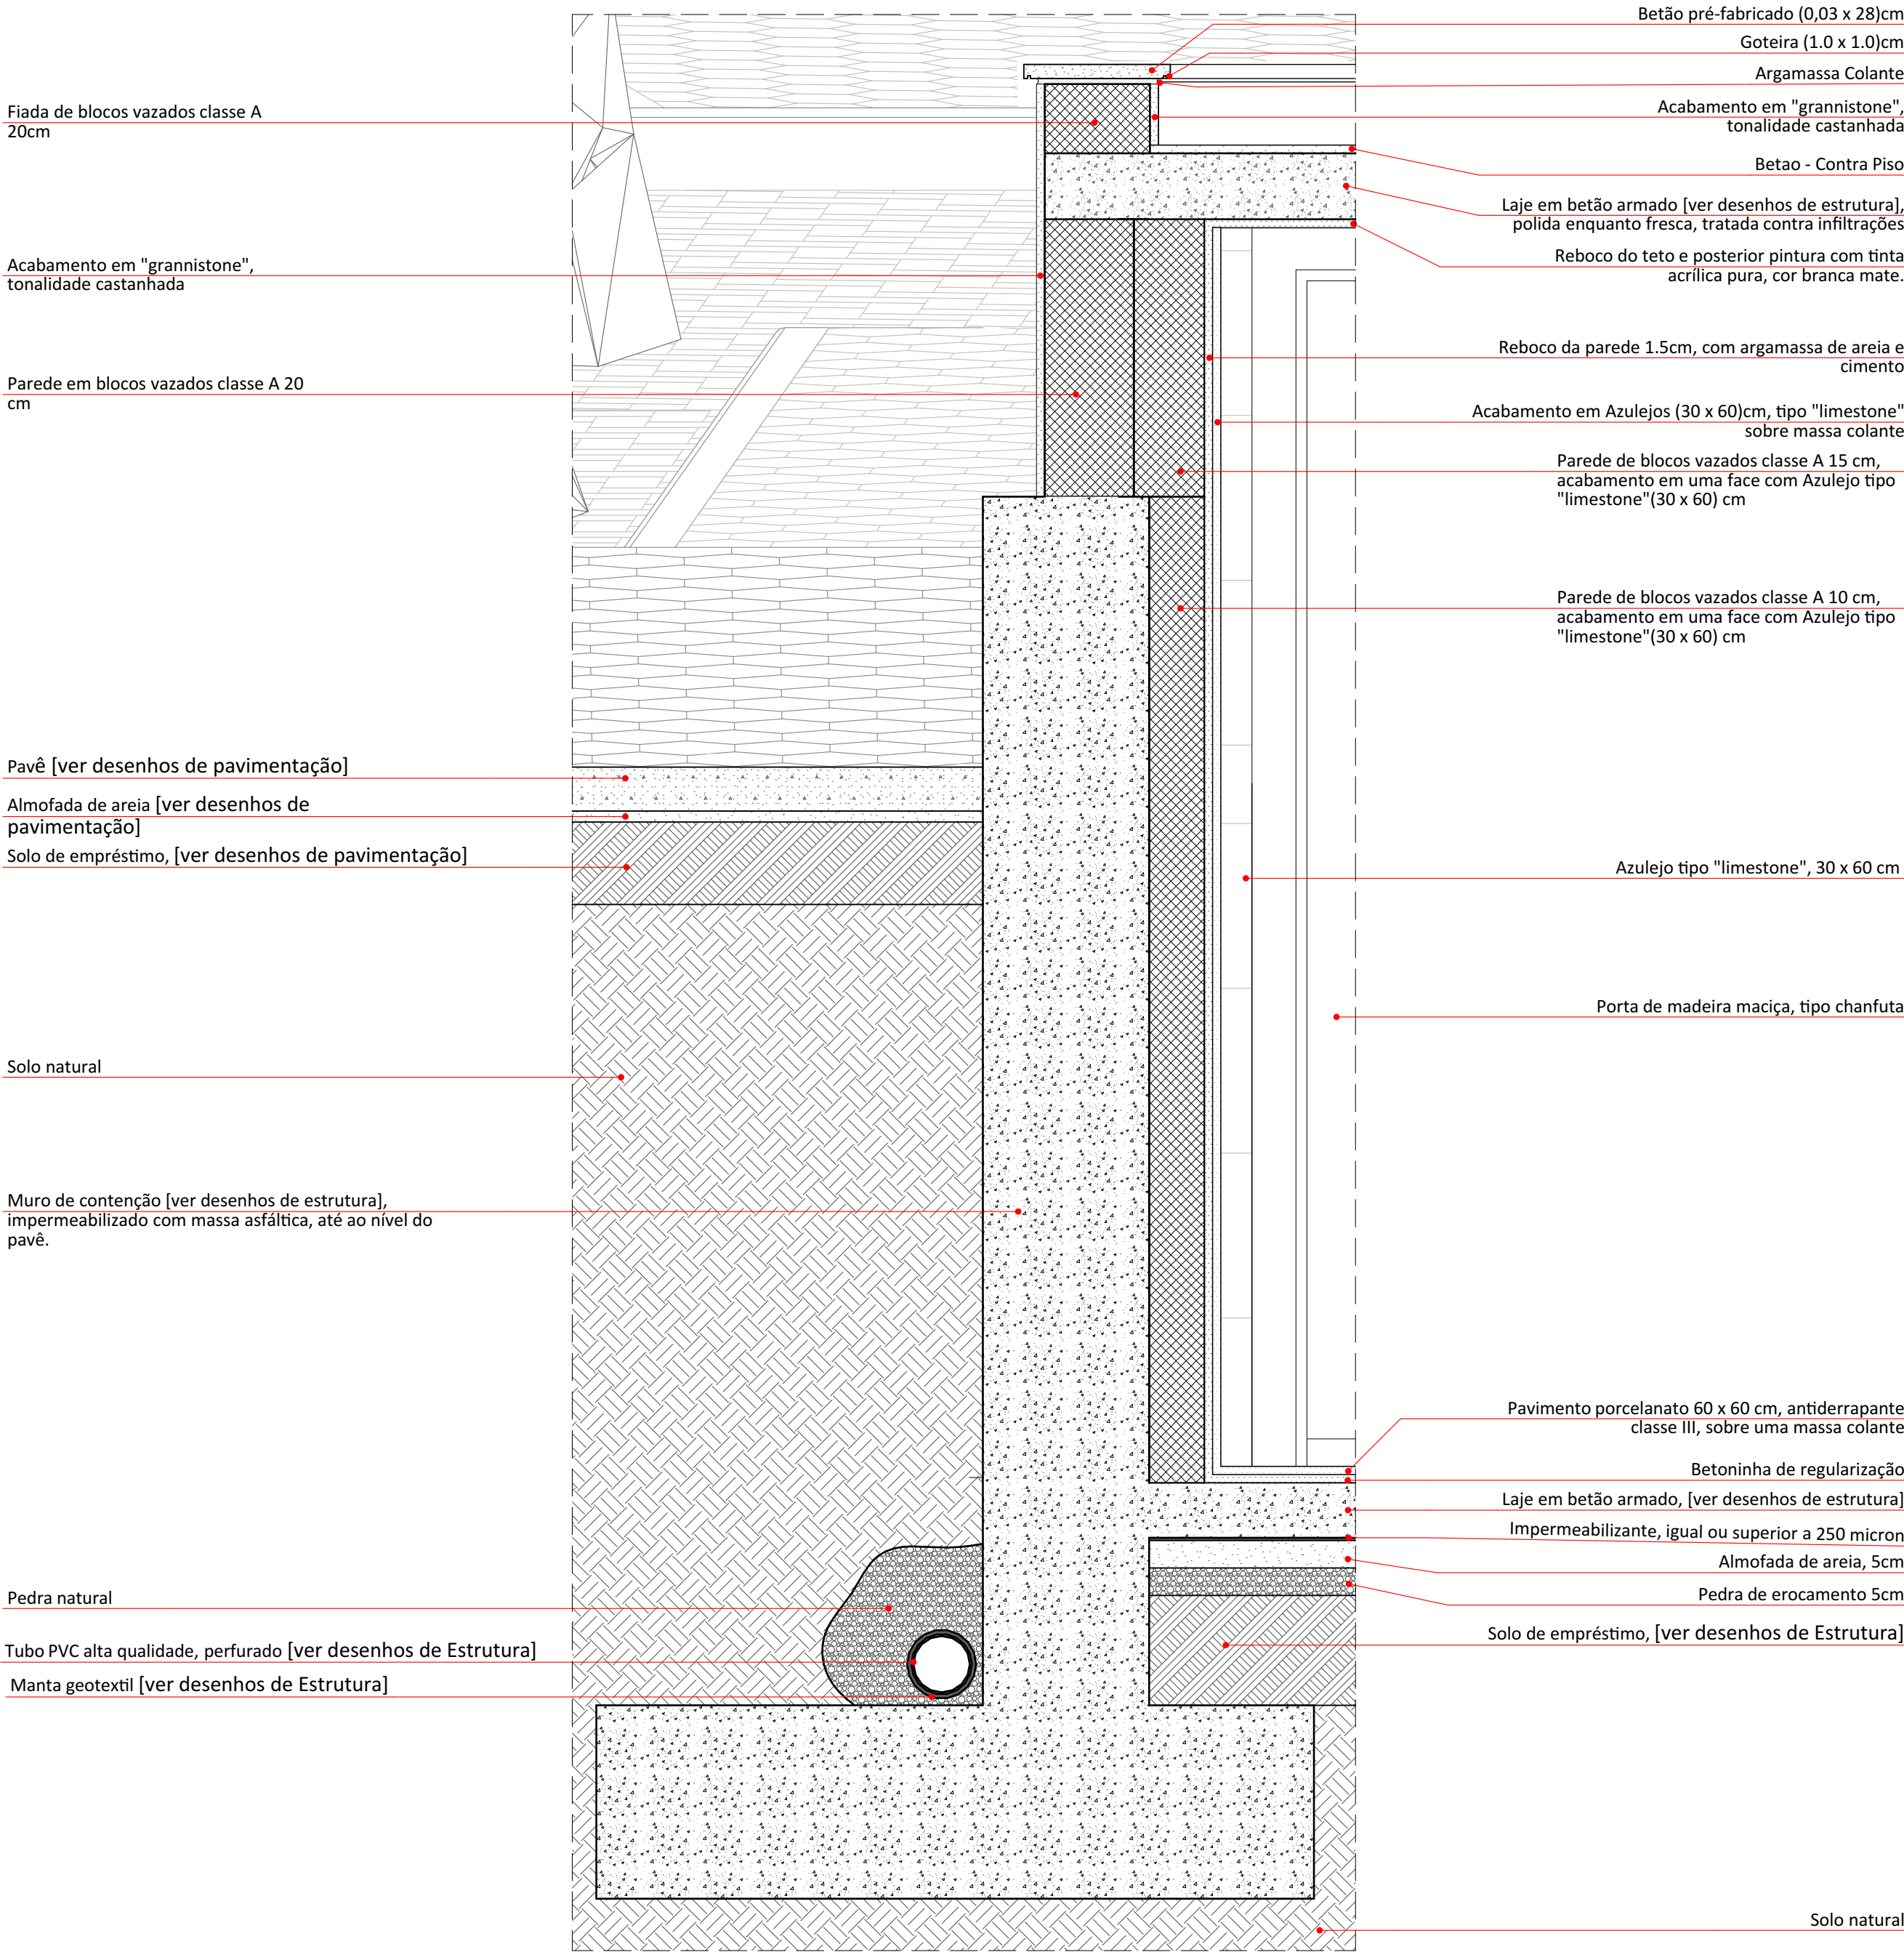 Fiada de blocos vazados classe A
20cm
Acabamento em "grannistone",
tonalidade castanhada
Parede em blocos vazados classe A 20
cm
Pavê [ver desenhos de pavimentação]
Almofada de areia [ver desenhos de
pavimentação]
Solo de empréstimo, [ver desenhos de pavimentação]
Solo natural
Muro de contenção [ver desenhos de estrutura],
impermeabilizado com massa asfáltica, até ao nível do
pavê.
Pedra natural
Tubo PVC alta qualidade, perfurado [ver desenhos de Estrutura]
Manta geotextil [ver desenhos de Estrutura]
Betão pré-fabricado (0,03 x 28)cm
Goteira (1.0 x 1.0)cm
Argamassa Colante
Acabamento em "grannistone",
tonalidade castanhada
Betao - Contra Piso
Laje em betão armado [ver desenhos de estrutura],
polida enquanto fresca, tratada contra infiltrações
Reboco do teto e posterior pintura com tinta
acrílica pura, cor branca mate.
Reboco da parede 1.5cm, com argamassa de areia e
cimento
Acabamento em Azulejos (30 x 60)cm, tipo "limestone"
sobre massa colante
Parede de blocos vazados classe A 15 cm,
acabamento em uma face com Azulejo tipo
"limestone"(30 x 60) cm
Parede de blocos vazados classe A 10 cm,
acabamento em uma face com Azulejo tipo
"limestone"(30 x 60) cm
Azulejo tipo "limestone", 30 x 60 cm
Porta de madeira maciça, tipo chanfuta
Pavimento porcelanato 60 x 60 cm, antiderrapante
classe III, sobre uma massa colante
Betoninha de regularização
Laje em betão armado, [ver desenhos de estrutura]
Impermeabilizante, igual ou superior a 250 micron
Almofada de areia, 5cm
Pedra de erocamento 5cm
Solo de empréstimo, [ver desenhos de Estrutura]
Solo natural